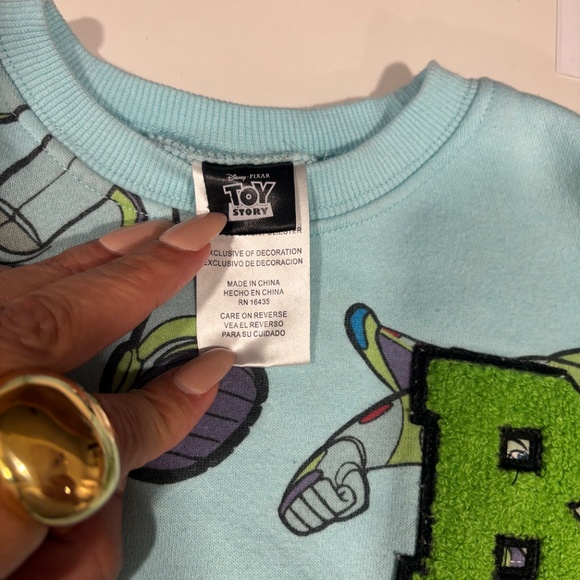 Disney · PIXAR
TOY
STORY
EXCLUSIVE OF DECORATION
EXCLUSIVO DE DECORACION
MADE IN CHINA
HECHO EN CHINA
RN 16435
CARE ON REVERSE
VEA EL REVERSO
PARA SU CUIDADO